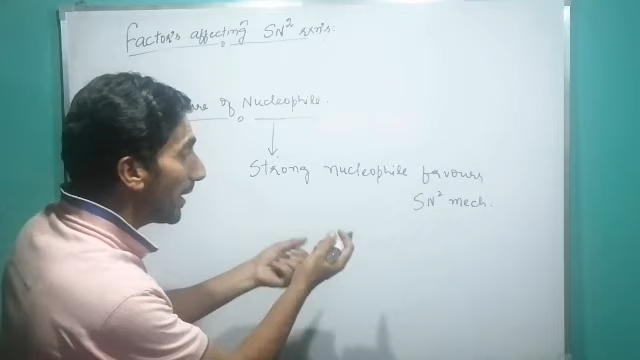 Factors affecting SN² rxns:
of Nucleophile.
Strong nucleophile favours
SN² mech.